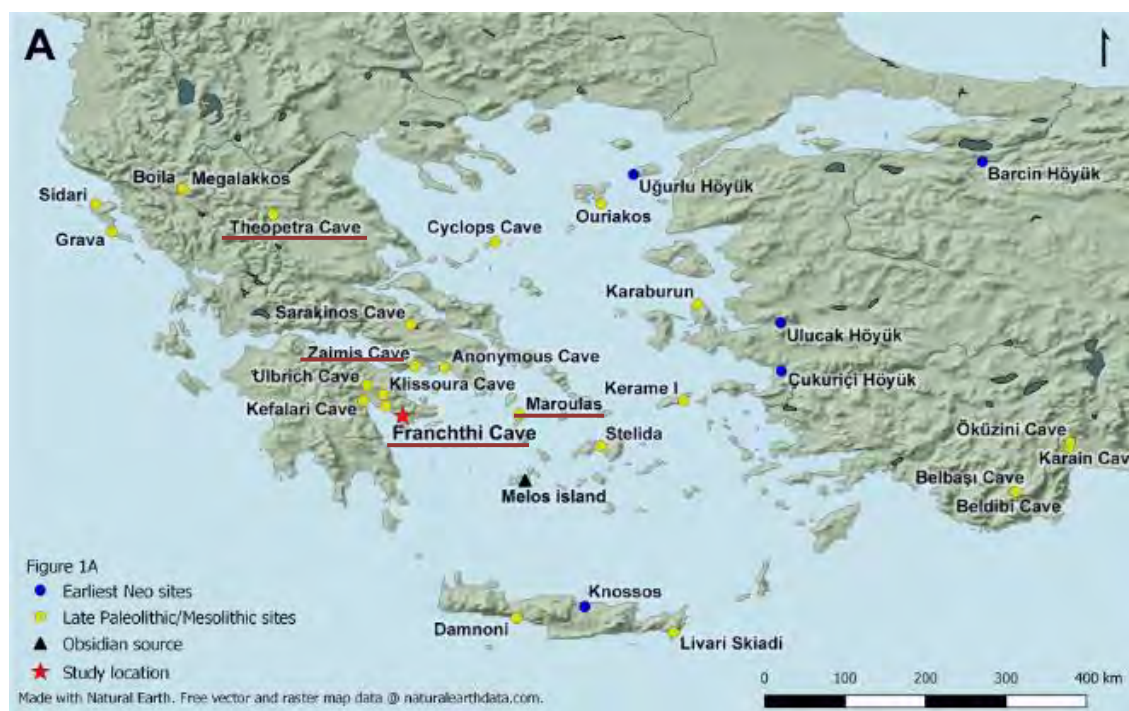 A
Boila
Megalakkos
Sidari
Theopetra Cave
Grava
Cyclops Cave
Ouriakos
Uğurlu Höyük
Barcin Höyük
Karaburun
Sarakinos Cave
Ulucak Höyük
Zaimis Cave
Anonymous Cave
Ulbrich Cave
Klissoura Cave
Kerame I
Çukuriçi Höyük
Kefalari Cave
Maroulas
Franchthi Cave
Stelida
Öküzini Cave
Karain Cav
Melos island
Belbaşı Cave
Beldibi Cave
Knossos
Damnoni
Livari Skiadi
Figure 1A
Earliest Neo sites
Late Paleolithic/Mesolithic sites
Obsidian source
Study location
Made with Natural Earth. Free vector and raster map data @ naturalearthdata.com.
0 100 200 300 400 km